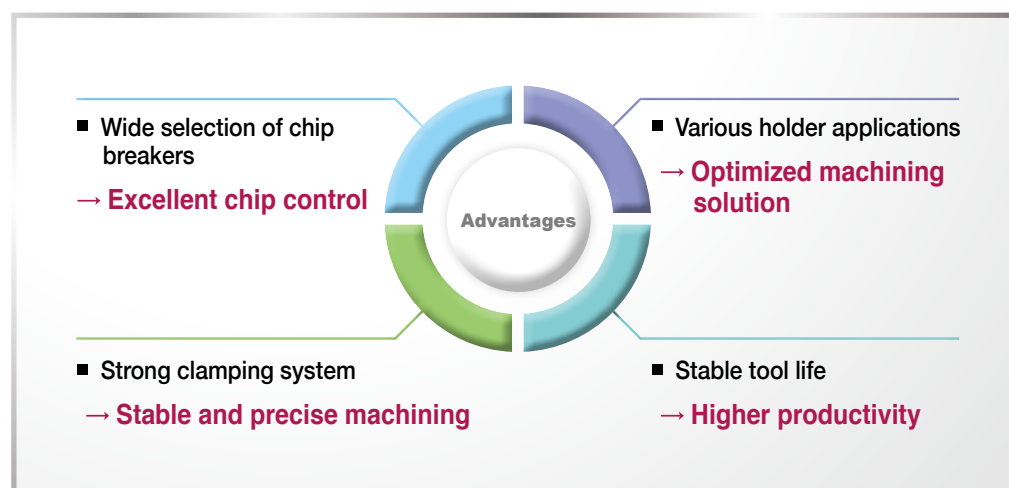 ■ Wide selection of chip
breakers
→ Excellent chip control
■ Various holder applications
→ Optimized machining
solution
Advantages
■ Strong clamping system
→ Stable and precise machining
■ Stable tool life
→ Higher productivity